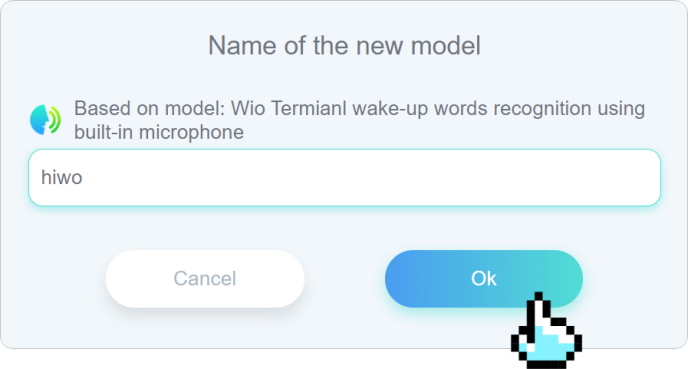 Name of the new model
Based on model: Wio Termianl wake-up words recognition using
built-in microphone
hiwo
Cancel
Ok